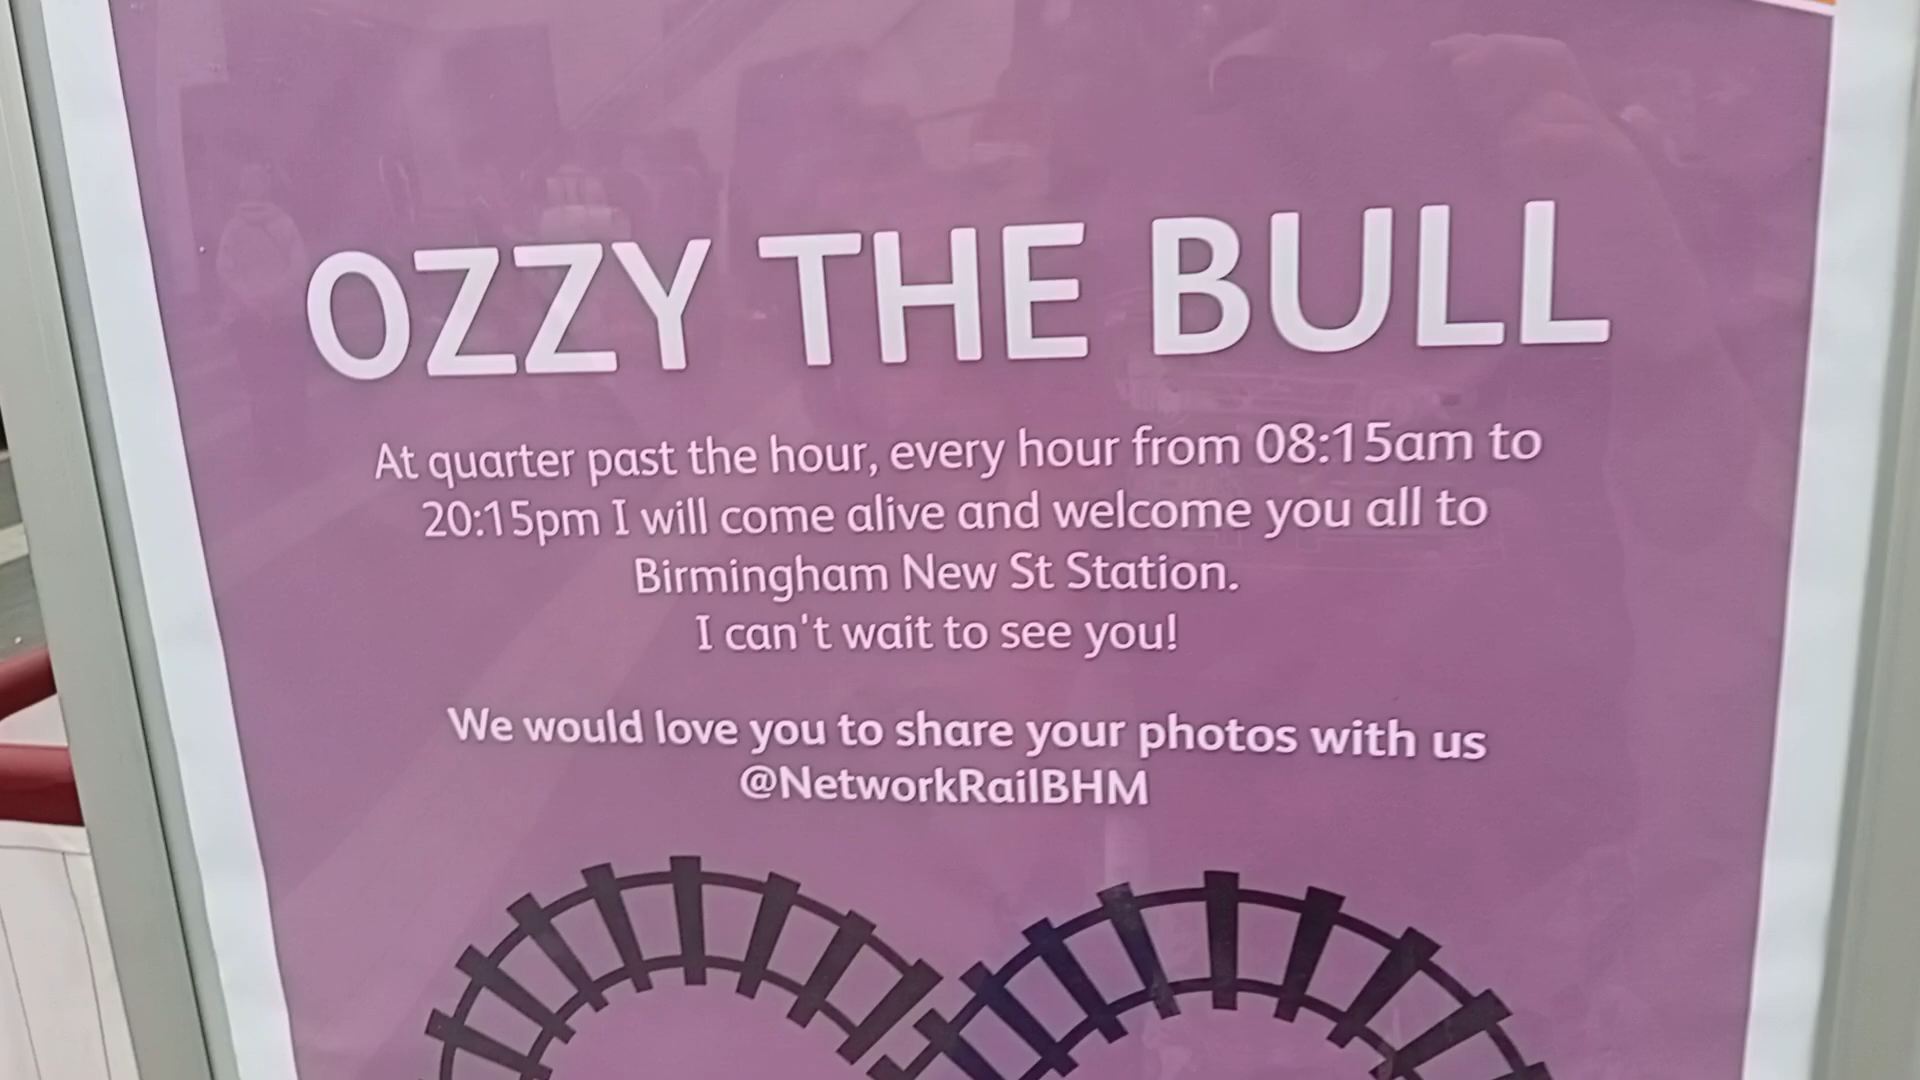 OZZY THE BULL
At quarter past the hour, every hour from 08:15am to
20:15pm I will come alive and welcome you all to
Birmingham New St Station.
I can't wait to see you!
We would love you to share your photos with us
@NetworkRailBHM